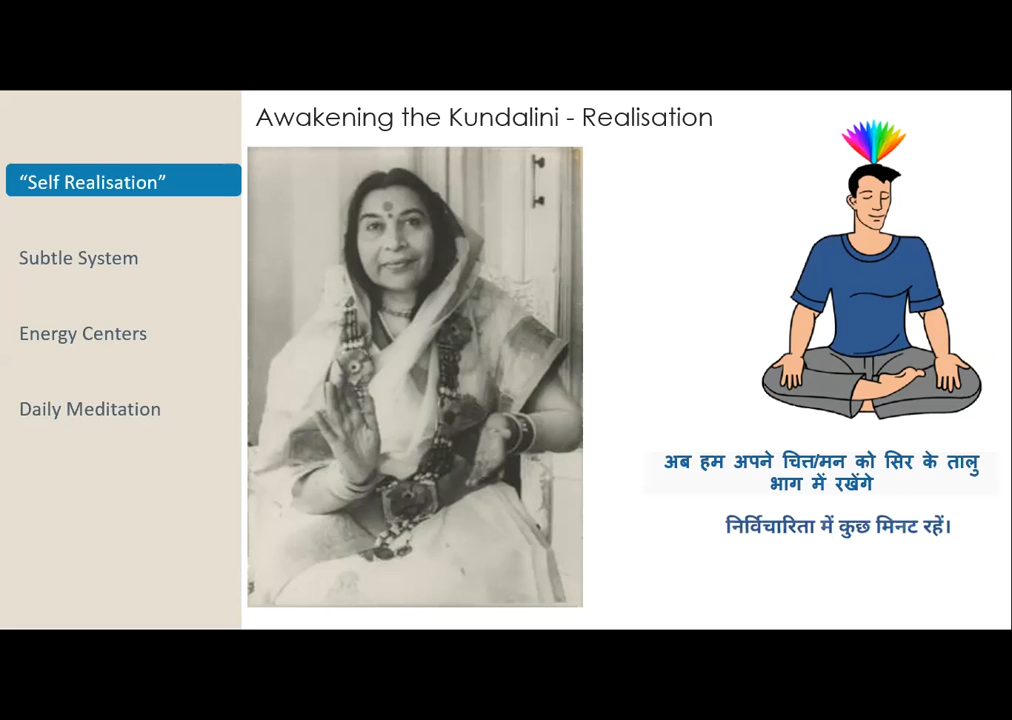 Awakening the Kundalini - Realisation
“Self Realisation”
Subtle System
Energy Centers
Daily Meditation
अब हम अपने चित्त/मन को सिर के तालु
भाग में रखेंगे
निर्विचारिता में कुछ मिनट रहें।